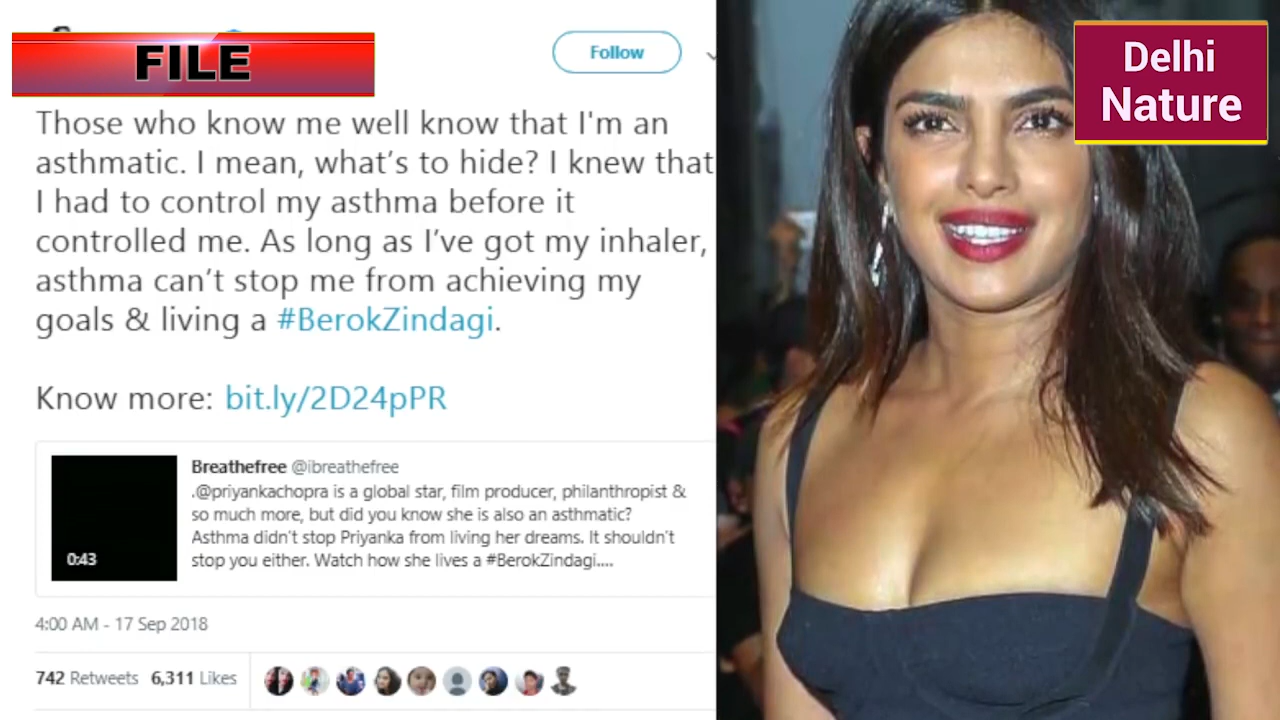 FILE
Follow
Delhi
Nature
Those who know me well know that I'm an
asthmatic. I mean, what's to hide? I knew that
I had to control my asthma before it
controlled me. As long as I've got my inhaler,
asthma can't stop me from achieving my
goals & living a #BerokZindagi.
Know more: bit.ly/2D24pPR
Breathefree @ibreathefree
.@priyankachopra is a global star, film producer, philanthropist &
so much more, but did you know she is also an asthmatic?
Asthma didn't stop Priyanka from living her dreams. It shouldn't
stop you either. Watch how she lives a #BerokZindagi....
0:43
4:00 AM - 17 Sep 2018
742 Retweets 6,311 Likes